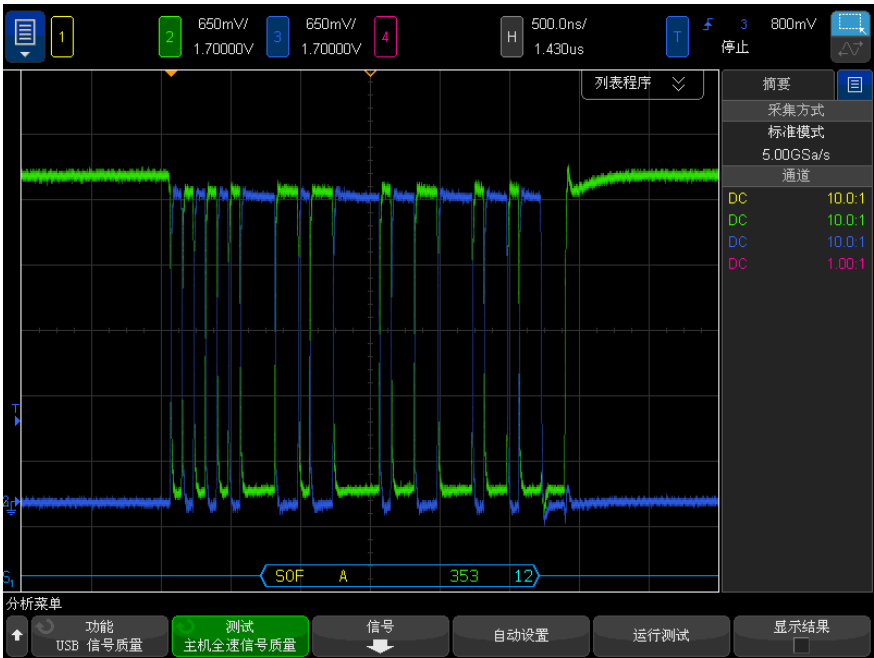 1
2
650mV/
1.70000V
3
650mV/
1.70000V
4
H
500.0ns/
1.430us
T
3
800mV
停止
列表程序
摘要
采集方式
标准模式
5.00GSa/s
通道
DC 10.0:1
DC 10.0:1
DC 10.0:1
DC 1.00:1
T
2
S1
SOF A 353 12
分析菜单
功能
USB 信号质量
测试
主机全速信号质量
信号
自动设置
运行测试
显示结果